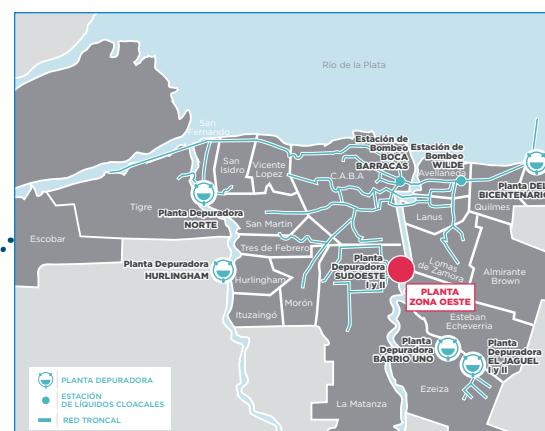 Río de la Plata
San
Fernando
San
Isidro
Vicente
Lopez
Estación de
Bombeo
BOCA
BARRACAS
Estación de
Bombeo
WILDE
C.A.B.A
Avellaneda
Planta DEL
BICENTENARIO
Quilmes
Tigre
Planta Depuradora
NORTE
San Martín
Lanus
Escobar
Tres de Febrero
Planta Depuradora
HURLINGHAM
Planta
Depuradora
SUDOESTE
I y II
Lomas
de Zamora
Almirante
Brown
Hurlingham
Morón
PLANTA
ZONA OESTE
Ituzaingó
Esteban
Echeverria
Planta
Depuradora
BARRIO UNO
Planta
Depuradora
EL JAGUEL
I y II
Ezeiza
La Matanza
PLANTA DEPURADORA
ESTACIÓN
DE LÍQUIDOS CLOACALES
RED TRONCAL